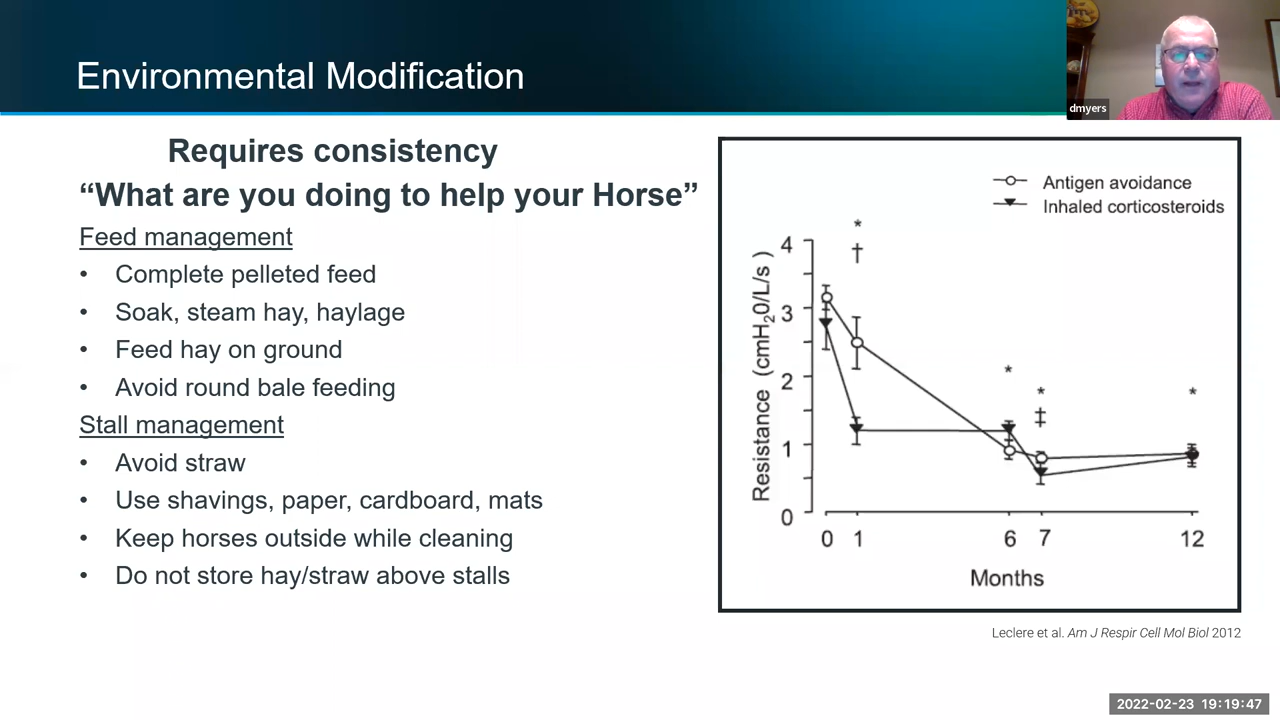 Environmental Modification
dmyers
Requires consistency
“What are you doing to help your Horse”
Feed management
• Complete pelleted feed
• Soak, steam hay, haylage
• Feed hay on ground
• Avoid round bale feeding
Stall management
• Avoid straw
• Use shavings, paper, cardboard, mats
• Keep horses outside while cleaning
• Do not store hay/straw above stalls
Antigen avoidance
Inhaled corticosteroids
* † * * ‡ *
Resistance (cmH₂0/L/s )
4
3
2
1
0
0 1 6 7 12
Months
Leclere et al. Am J Respir Cell Mol Biol 2012
2022-02-23 19:19:47